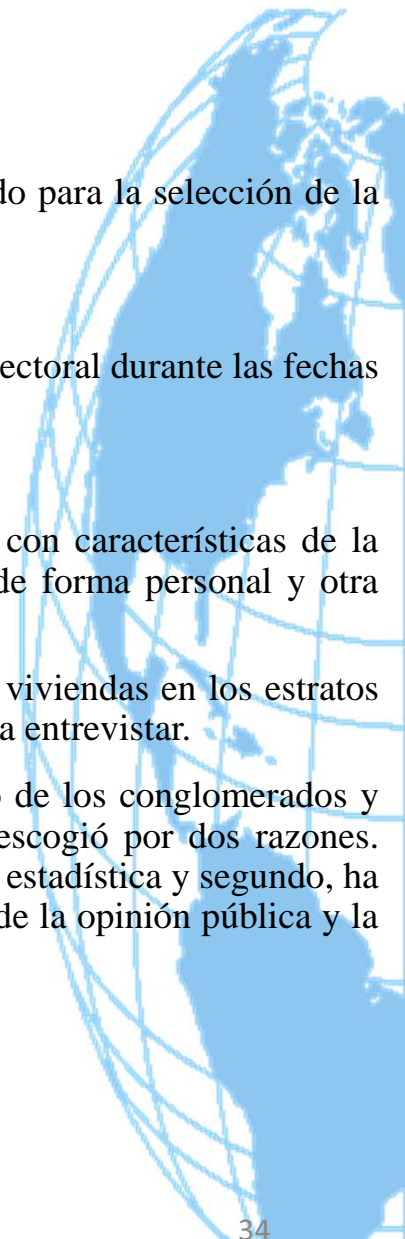 do para la selección de la
ectoral durante las fechas
con características de la
de forma personal y otra
viviendas en los estratos
a entrevistar.
de los conglomerados y
escogió por dos razones.
estadística y segundo, ha
de la opinión pública y la
34